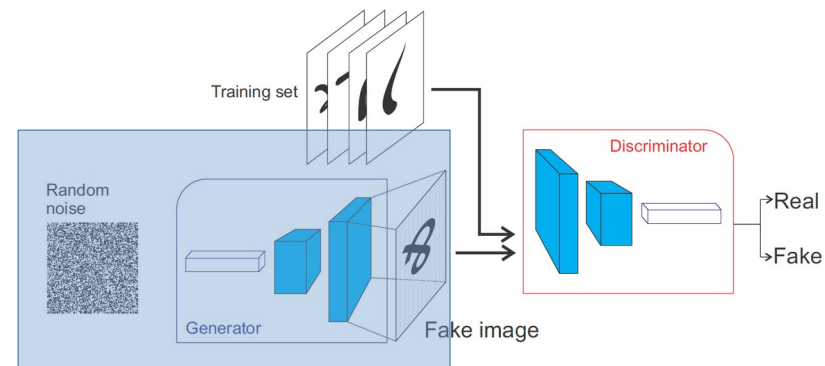 Training set
Random
noise
Generator
Fake image
Discriminator
Real
Fake